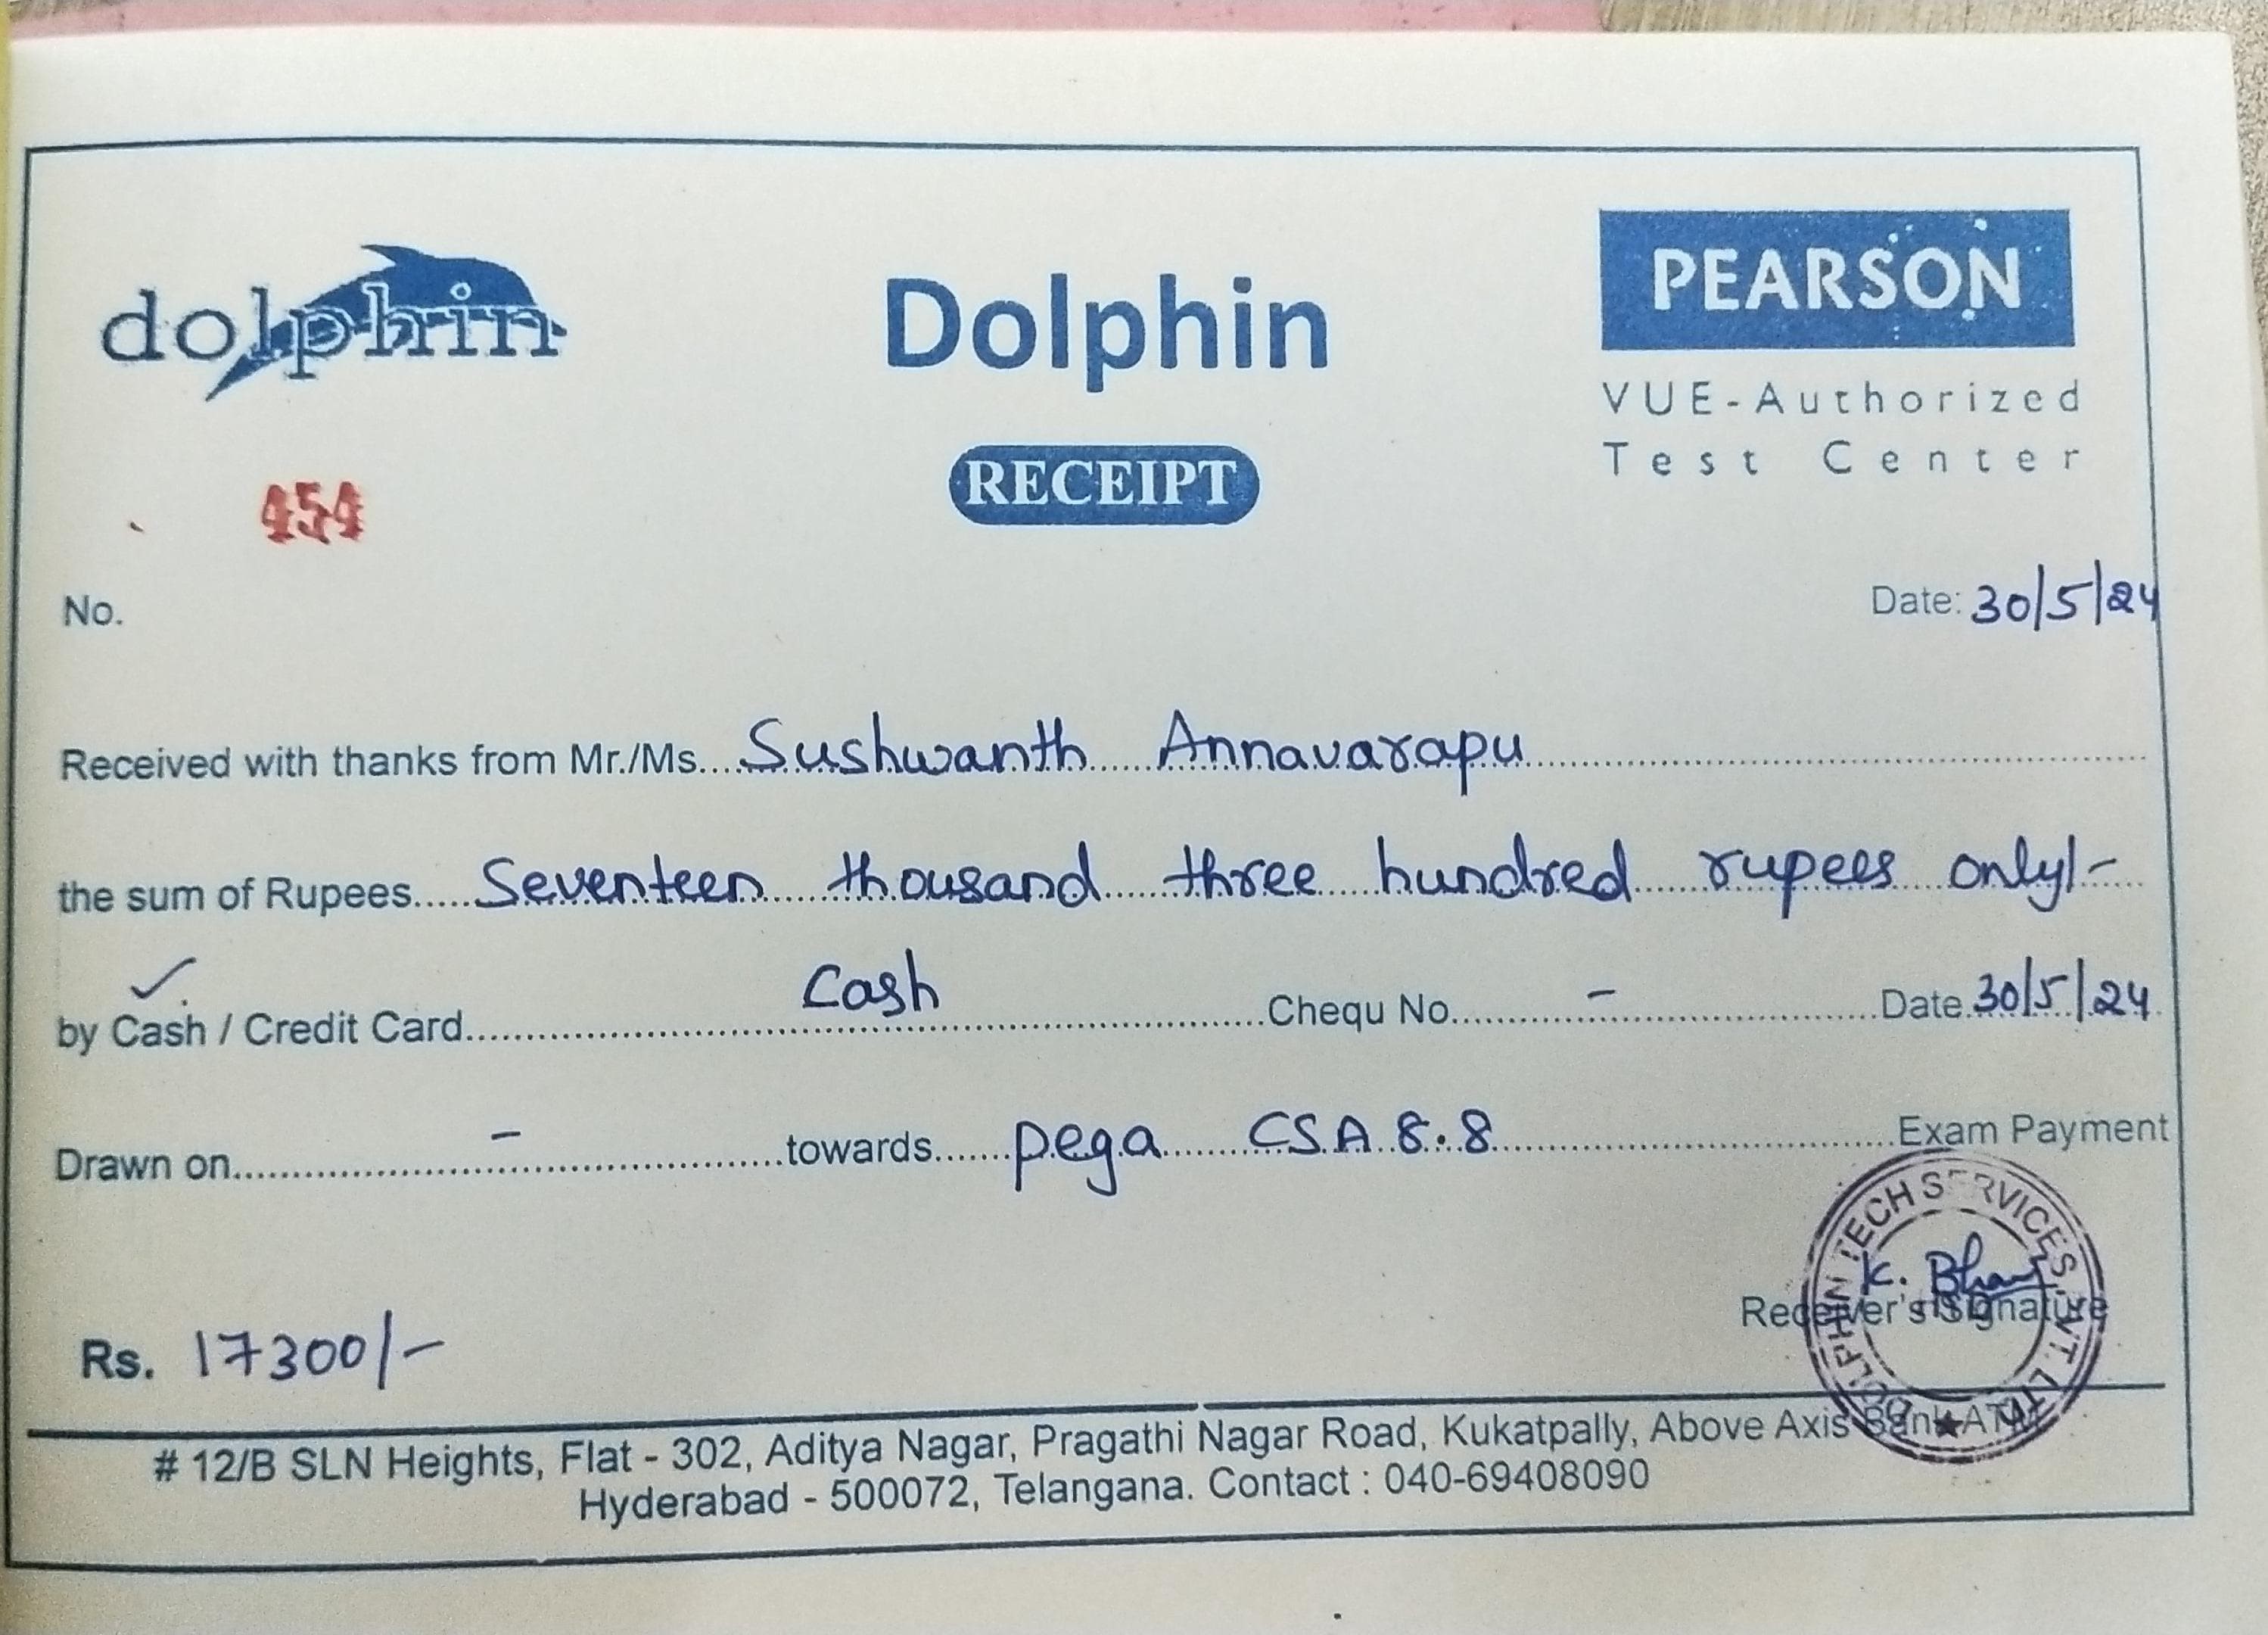 dolphin
Dolphin
PEARSON
VUE-Authorized
Test Center
RECEIPT
454
No.
Date: 30/5/24
Received with thanks from Mr./Ms....Sushwanth Annavarapu
the sum of Rupees.....Seventeen thousand three hundred rupees only/-
✓
by Cash / Credit Card....Cash....Chequ No....-....Date.30/5/24
Drawn on....-....towards....pega CSA 8.8....Exam Payment
DOLPHIN TECH SERVICES PVT. LTD
K.
Receiver's Signature
Rs. 17300/-
# 12/B SLN Heights, Flat - 302, Aditya Nagar, Pragathi Nagar Road, Kukatpally, Above Axis Bank ATM
Hyderabad - 500072, Telangana. Contact : 040-69408090